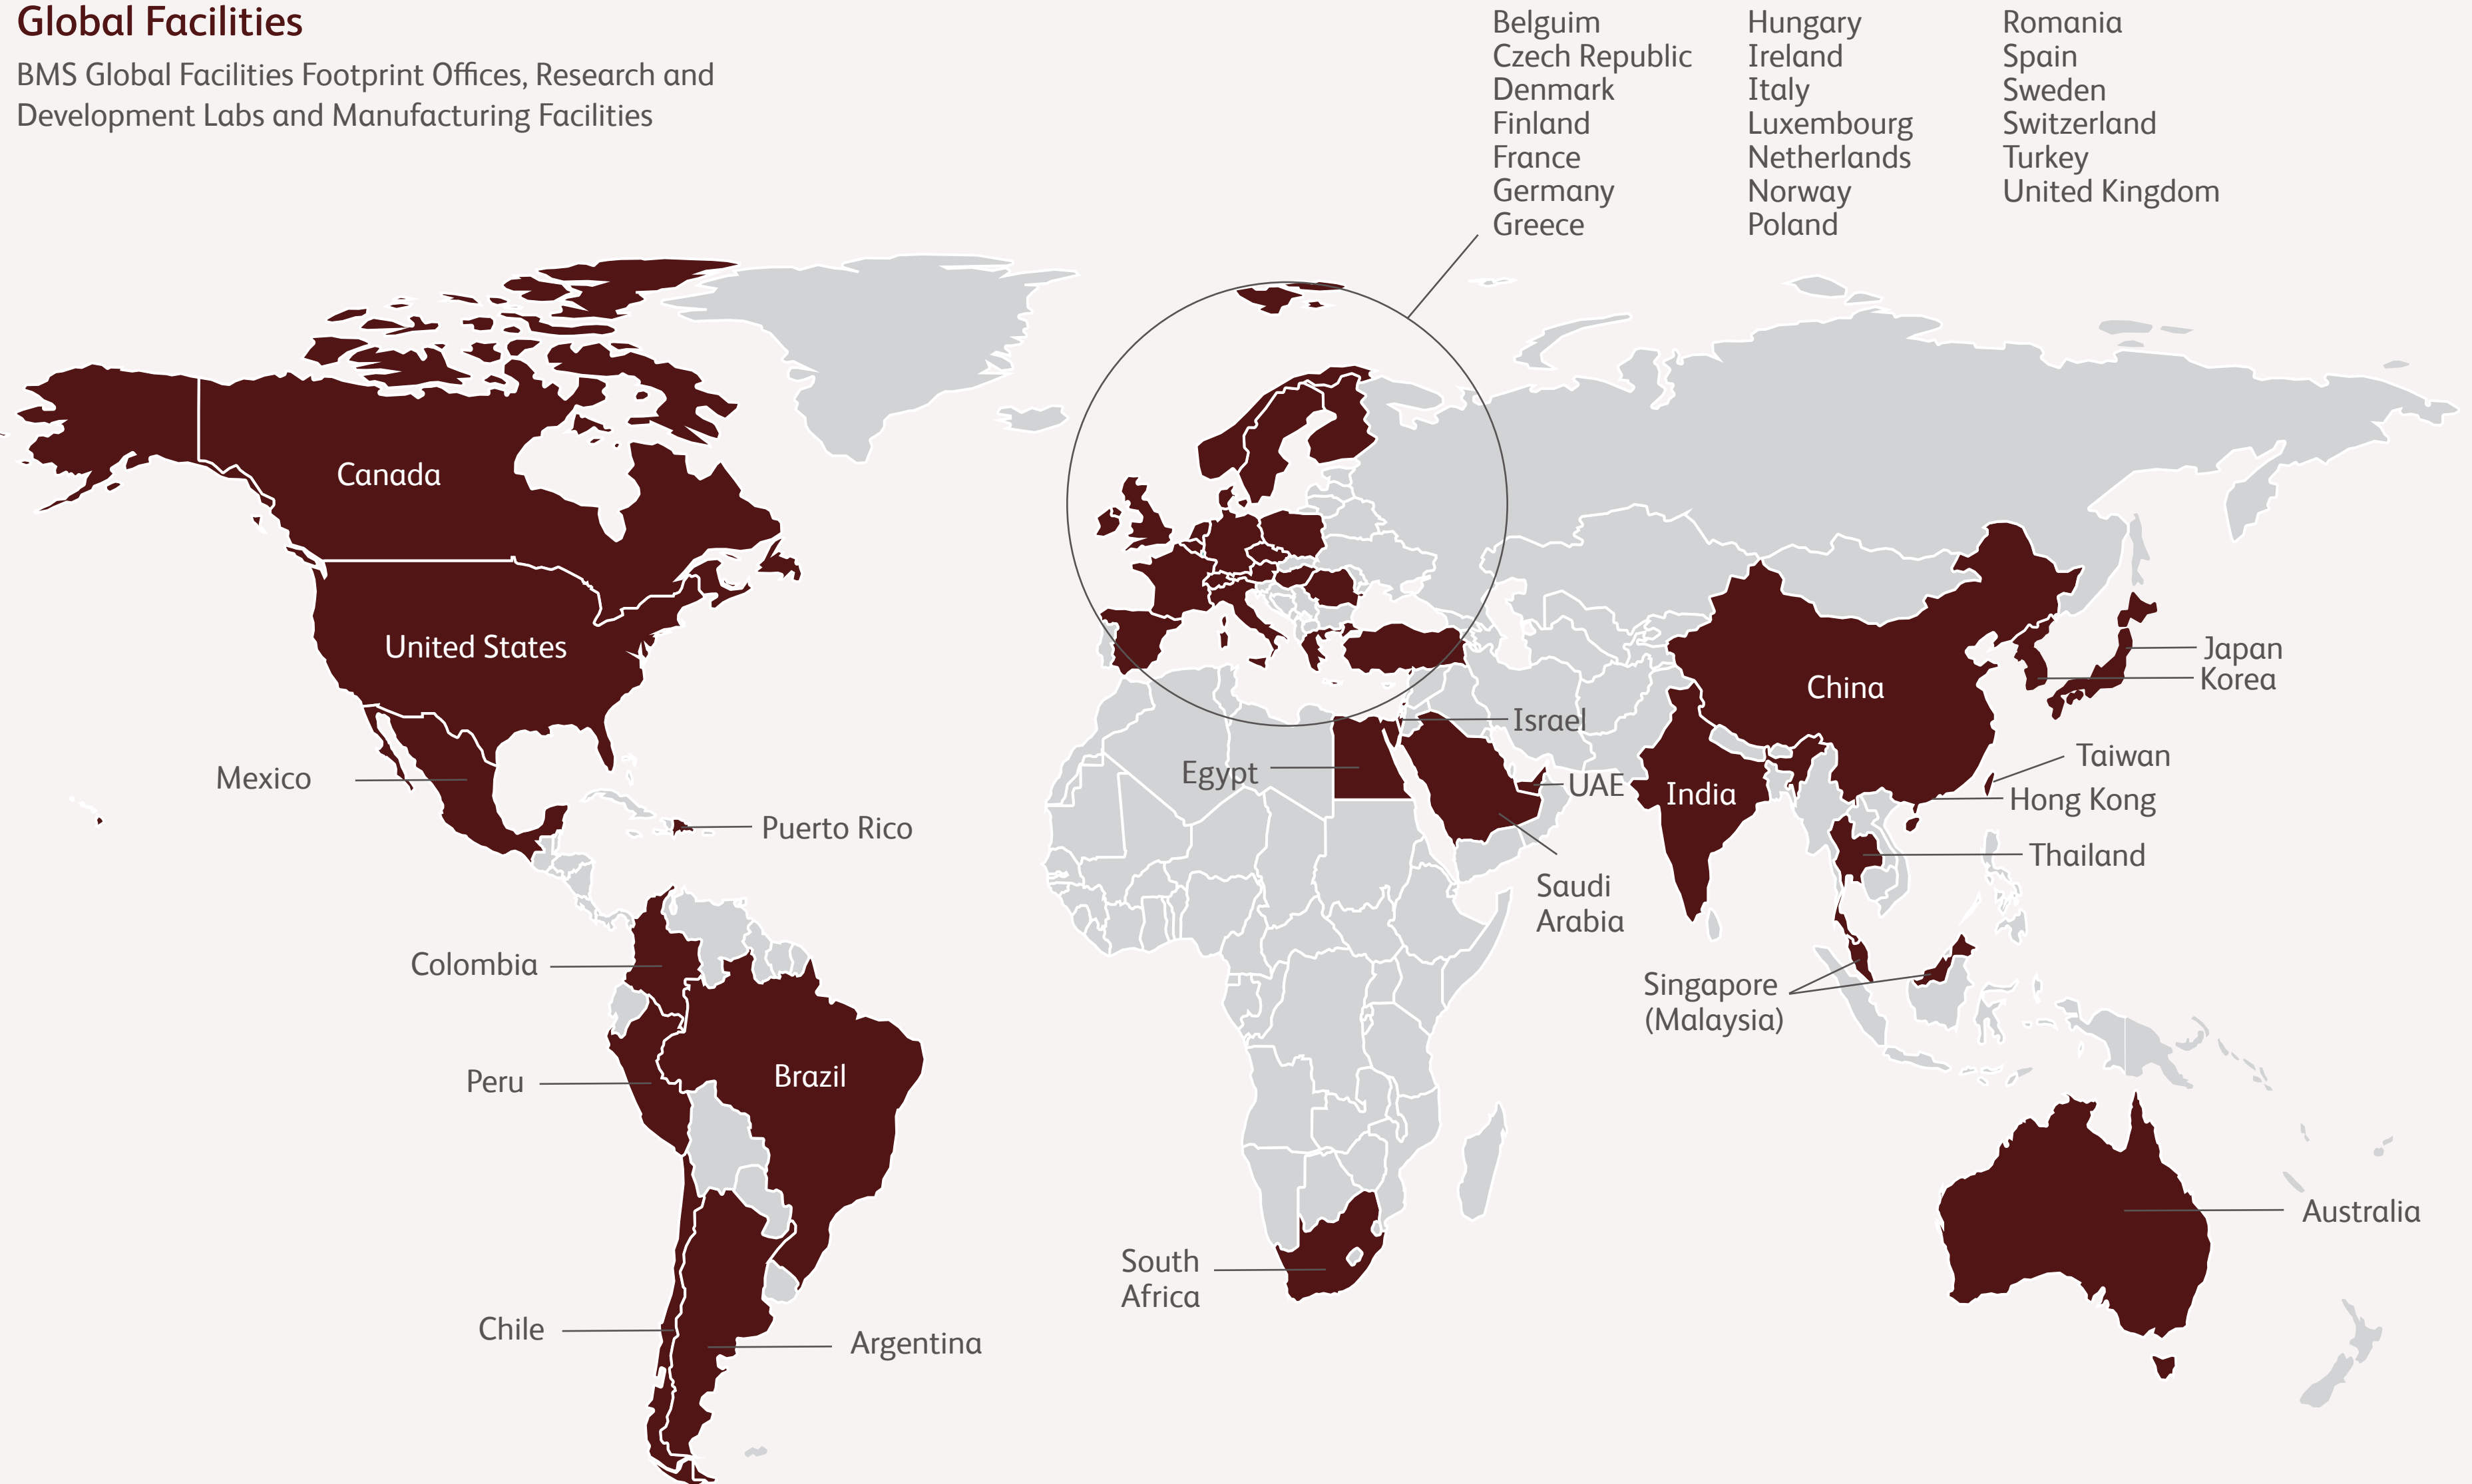 Global Facilities
BMS Global Facilities Footprint Offices, Research and
Development Labs and Manufacturing Facilities
Belguim
Czech Republic
Denmark
Finland
France
Germany
Greece
Hungary
Ireland
Italy
Luxembourg
Netherlands
Norway
Poland
Romania
Spain
Sweden
Switzerland
Turkey
United Kingdom
Canada
United States
Mexico
Puerto Rico
Colombia
Peru
Brazil
Chile
Argentina
Israel
Egypt
UAE
Saudi
Arabia
South
Africa
India
China
Japan
Korea
Taiwan
Hong Kong
Thailand
Singapore
(Malaysia)
Australia